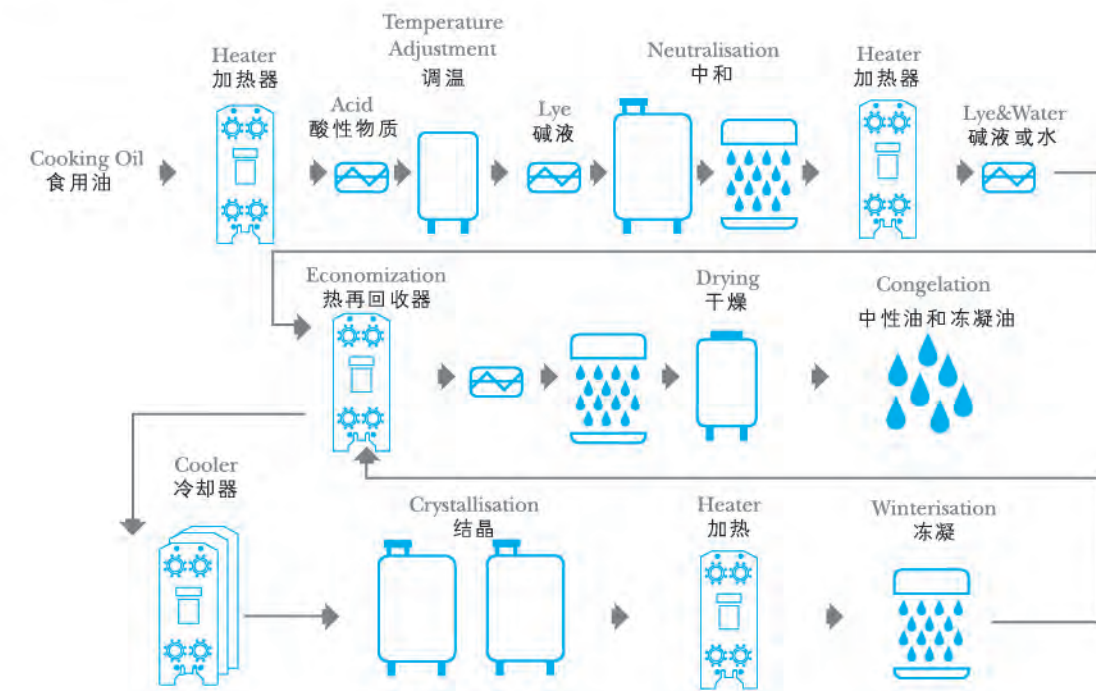 Cooking Oil
食用油
Heater
加热器
Acid
酸性物质
Temperature
Adjustment
调温
Lye
碱液
Neutralisation
中和
Heater
加热器
Lye&Water
碱液或水
Economization
热再回收器
Drying
干燥
Congelation
中性油和冻凝油
Cooler
冷却器
Crystallisation
结晶
Heater
加热
Winterisation
冻凝